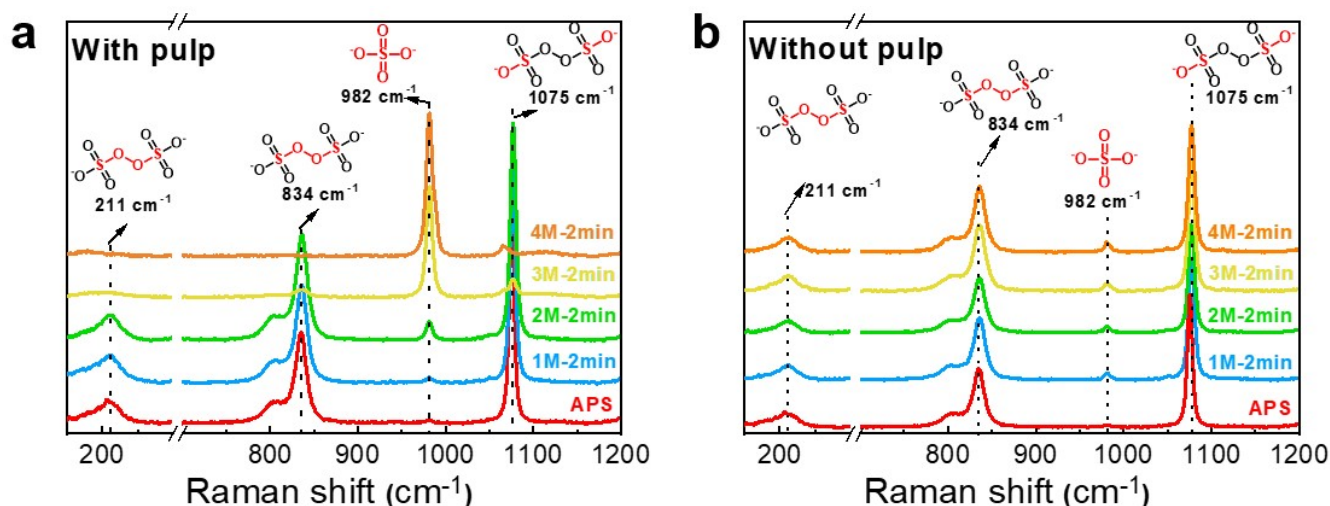 a
With pulp
O
⁻O-S-O⁻
O
982 cm⁻¹
O
⁻O-S
O
O
O
S-O⁻
O
1075 cm⁻¹
O
⁻O-S
O
O
O
S-O⁻
O
211 cm⁻¹
O
⁻O-S
O
O
O
S-O⁻
O
834 cm⁻¹
4M-2min
3M-2min
2M-2min
1M-2min
APS
200 800 900 1000 1100 1200
Raman shift (cm⁻¹)
b
Without pulp
O
⁻O-S
O
O
O
S-O⁻
O
211 cm⁻¹
O
⁻O-S
O
O
O
S-O⁻
O
834 cm⁻¹
O
⁻O-S-O⁻
O
982 cm⁻¹
O
⁻O-S
O
O
O
S-O⁻
O
1075 cm⁻¹
4M-2min
3M-2min
2M-2min
1M-2min
APS
200 800 900 1000 1100 1200
Raman shift (cm⁻¹)